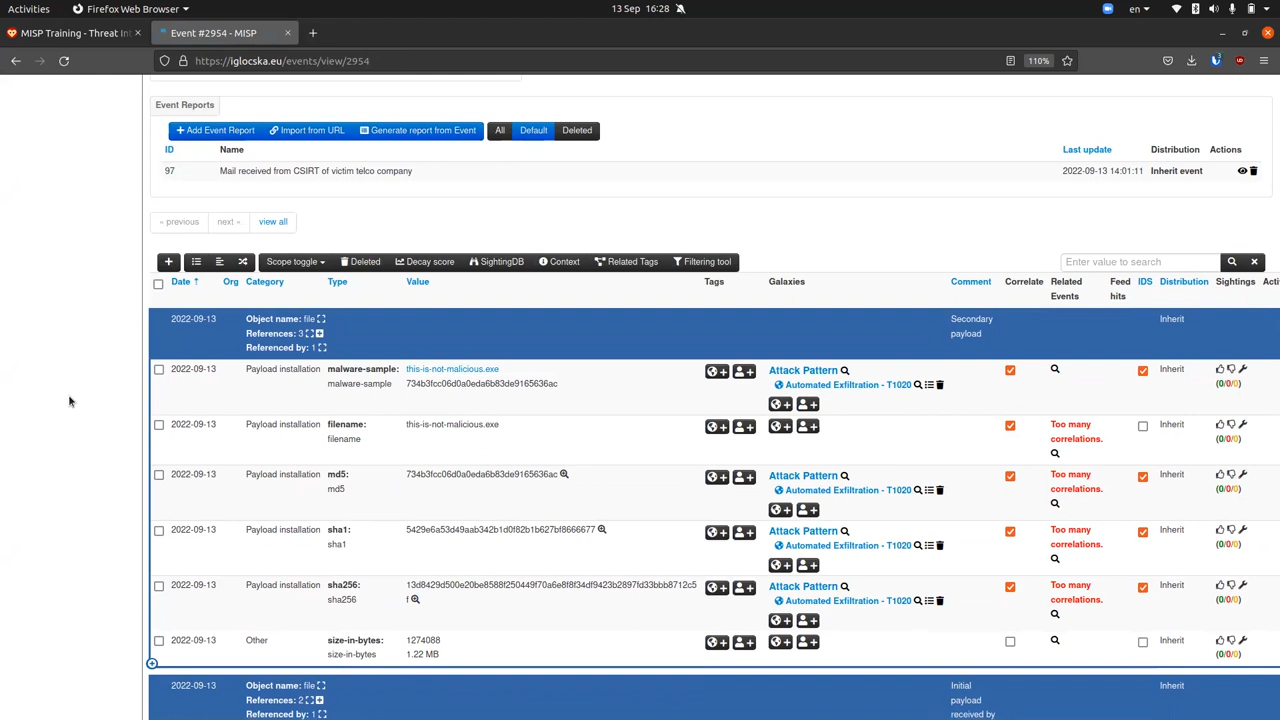 Activities Firefox Web Browser 13 Sep 16:28 en
MISP Training - Threat In × Event #2954 - MISP × +
https://iglocska.eu/events/view/2954 110%
Event Reports
+ Add Event Report Import from URL Generate report from Event All Default Deleted
ID Name Last update Distribution Actions
97 Mail received from CSIRT of victim telco company 2022-09-13 14:01:11 Inherit event
« previous next » view all
Scope toggle Deleted Decay score SightingDB Context Related Tags Filtering tool Enter value to search
Date ↑ Org Category Type Value Tags Galaxies Comment Correlate Related Events Feed hits IDS Distribution Sightings Acti
2022-09-13 Object name: file Secondary payload Inherit
References: 3
Referenced by: 1
2022-09-13 Payload installation malware-sample: this-is-not-malicious.exe Attack Pattern Inherit
malware-sample 734b3fcc06d0a0eda6b83de9165636ac Automated Exfiltration - T1020 (0/0/0)
2022-09-13 Payload installation filename: this-is-not-malicious.exe Too many correlations. Inherit
filename (0/0/0)
2022-09-13 Payload installation md5: 734b3fcc06d0a0eda6b83de9165636ac Attack Pattern Too many correlations. Inherit
md5 Automated Exfiltration - T1020 (0/0/0)
2022-09-13 Payload installation sha1: 5429e6a53d49aab342b1d0f82b1b627bf8666677 Attack Pattern Too many correlations. Inherit
sha1 Automated Exfiltration - T1020 (0/0/0)
2022-09-13 Payload installation sha256: 13d8429d500e20be8588f250449f70a6e8f8f34df9423b2897fd33bbb8712c5 Attack Pattern Too many correlations. Inherit
sha256 f Automated Exfiltration - T1020 (0/0/0)
2022-09-13 Other size-in-bytes: 1274088 Inherit
size-in-bytes 1.22 MB (0/0/0)
2022-09-13 Object name: file Initial Inherit
References: 2 payload
Referenced by: 1 received by